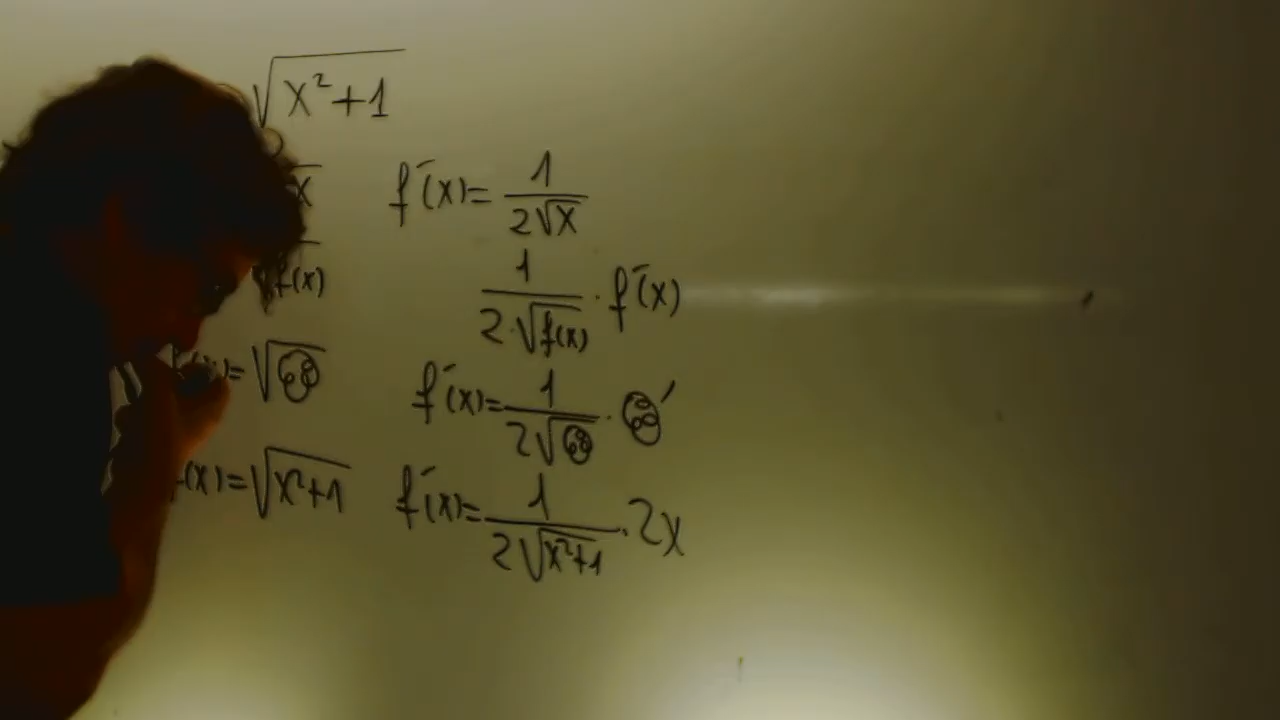 √x²+1
x f´(x)= 1/2√x
f(x) 1/2·√f(x) · f´(x)
)= √ f´(x)= 1/2√ · ´
(x)=√x²+1 f´(x)= 1/2√x²+1 · 2x